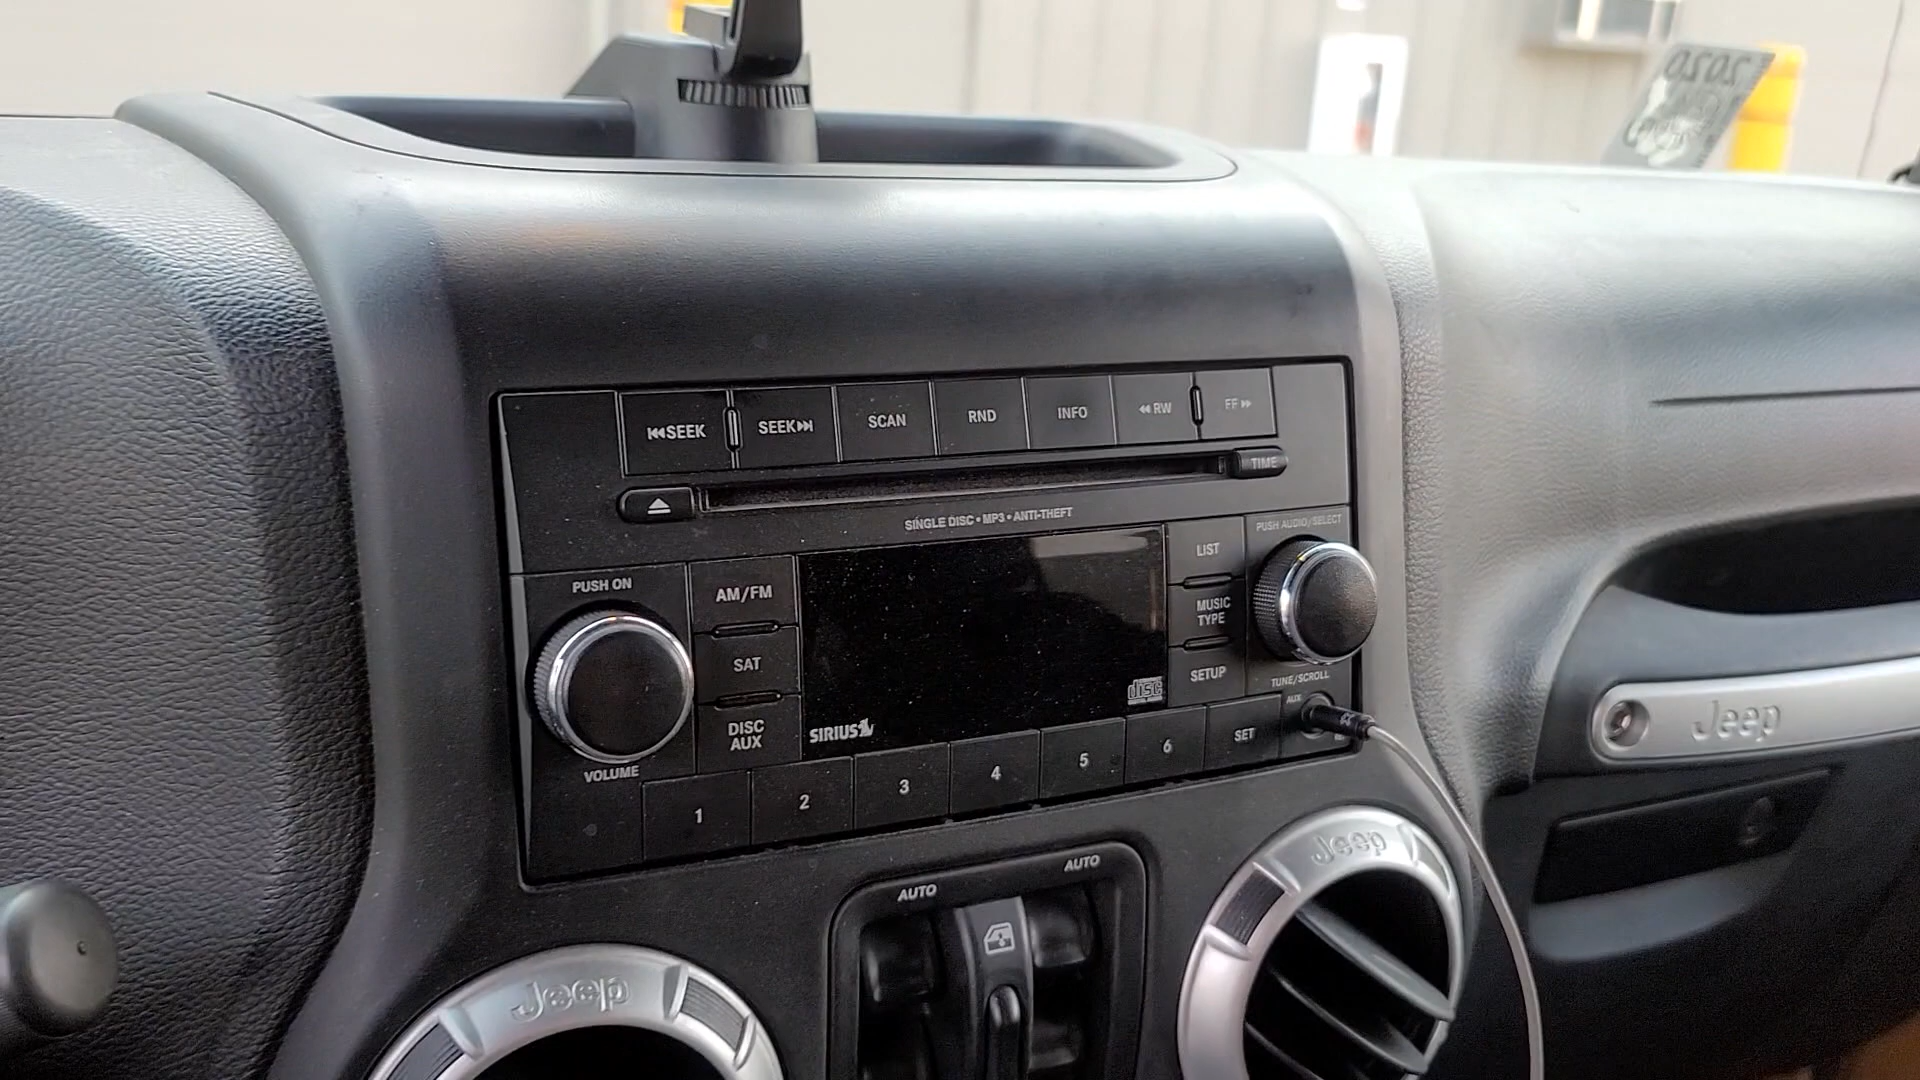 2020
⏮SEEK
SEEK⏭
SCAN
RND
INFO
◀◀RW
FF▶▶
TIME
SINGLE DISC • MP3 • ANTI-THEFT
PUSH AUDIO/SELECT
PUSH ON
AM/FM
LIST
SAT
MUSIC
TYPE
DISC
AUX
SETUP
TUNE/SCROLL
SIRIUS
disc
AUX
VOLUME
1
2
3
4
5
6
SET
Jeep
AUTO
AUTO
Jeep
Jeep